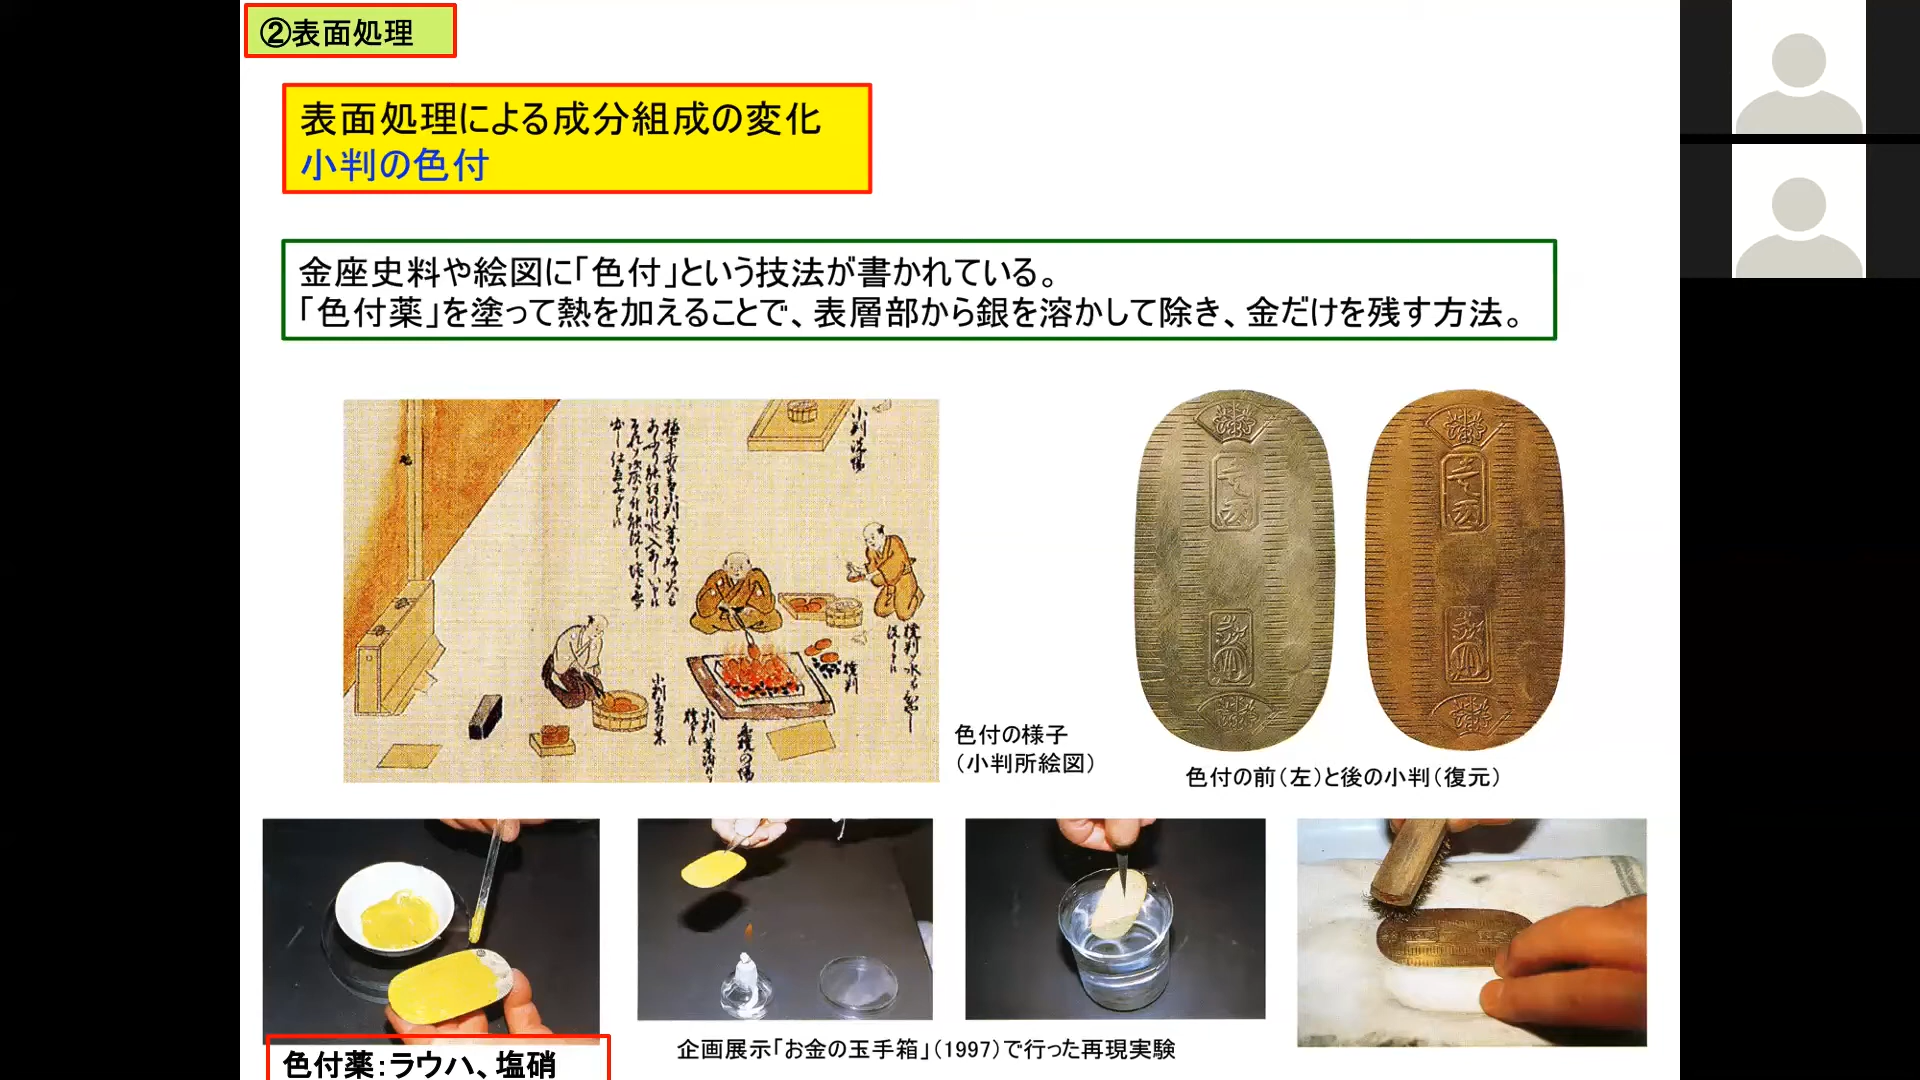 ②表面処理
表面処理による成分組成の変化
小判の色付
金座史料や絵図に「色付」という技法が書かれている。
「色付薬」を塗って熱を加えることで、表層部から銀を溶かして除き、金だけを残す方法。
小判洗場
色付の様子
（小判所絵図）
色付の前（左）と後の小判（復元）
企画展示「お金の玉手箱」（1997）で行った再現実験
色付薬：ラウハ、塩硝